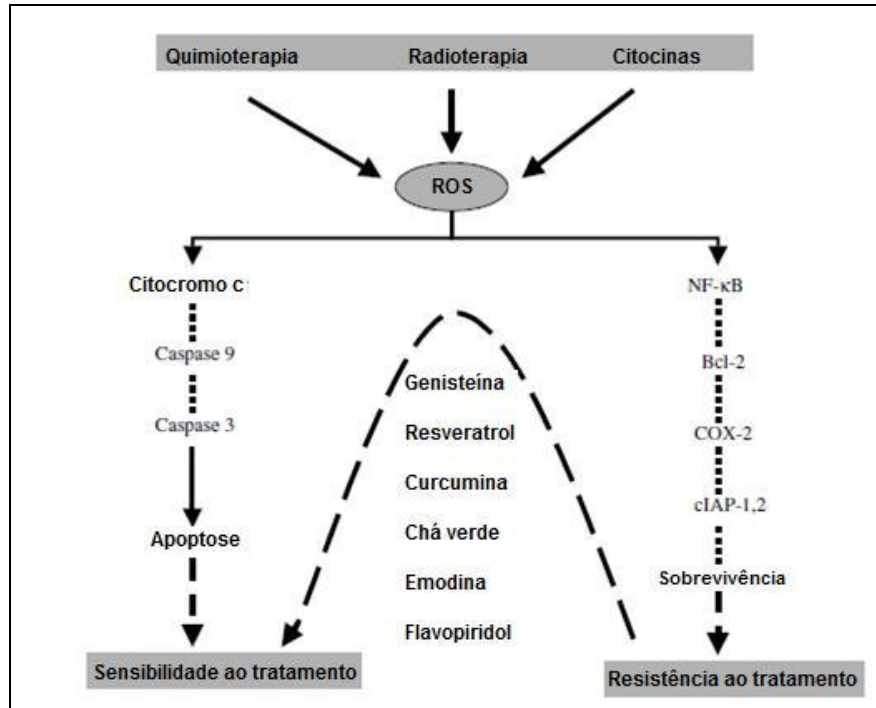 Quimioterapia Radioterapia Citocinas
ROS
Citocromo c
Caspase 9
Caspase 3
Apoptose
Sensibilidade ao tratamento
Genisteína
Resveratrol
Curcumina
Chá verde
Emodina
Flavopiridol
NF-κB
Bcl-2
COX-2
cIAP-1,2
Sobrevivência
Resistência ao tratamento